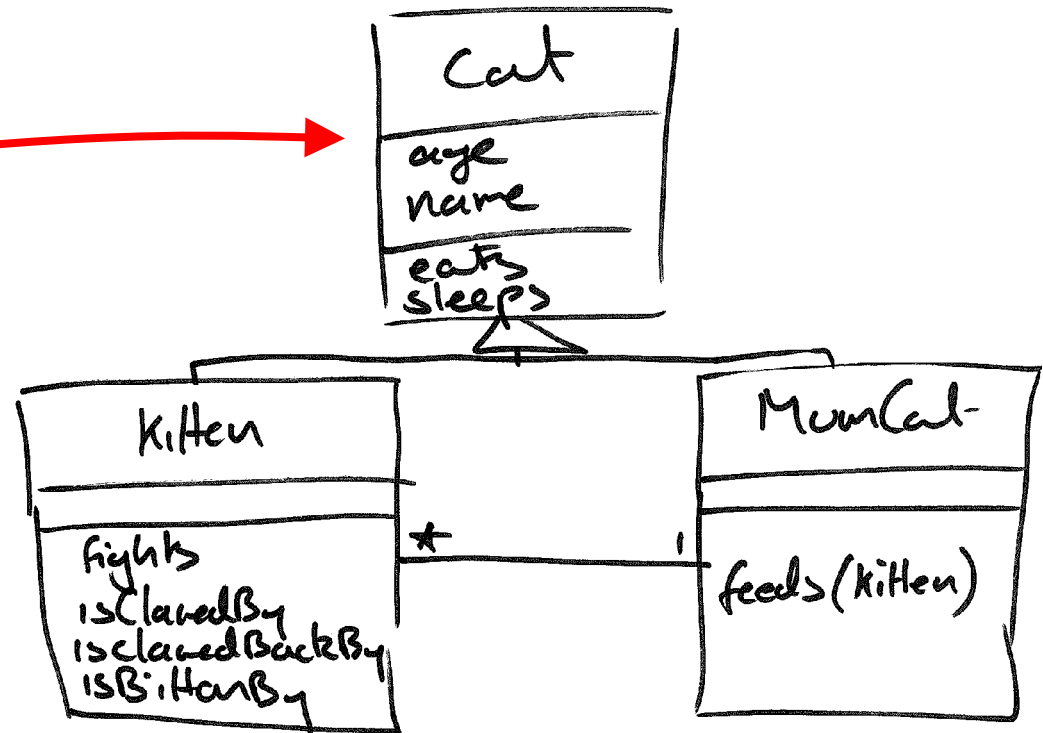 Cat
age
name
eats
sleeps
Kitten
fights
isClawedBy
isclawedBackBy
isBittenBy
*
1
MumCat
feeds(kitten)